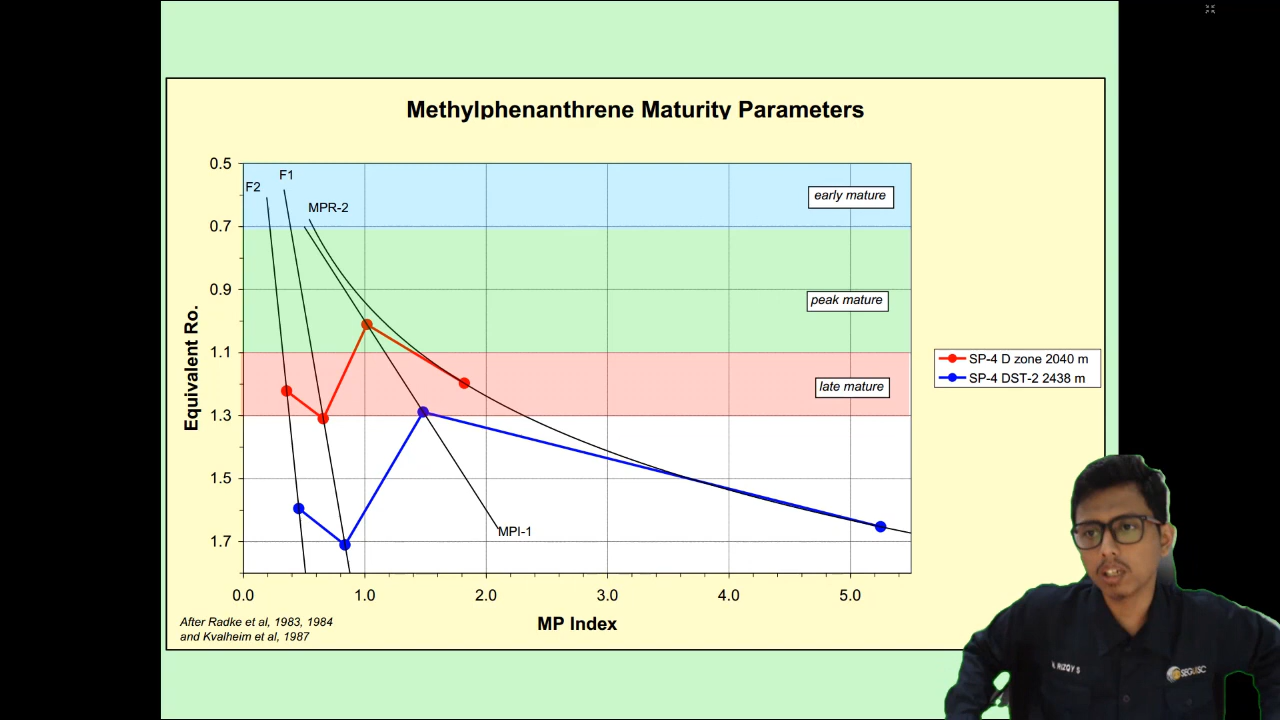 Methylphenanthrene Maturity Parameters
0.5
F1
F2
early mature
MPR-2
0.7
0.9
peak mature
1.1
SP-4 D zone 2040 m
SP-4 DST-2 2438 m
late mature
Equivalent Ro.
1.3
1.5
MPI-1
1.7
0.0 1.0 2.0 3.0 4.0 5.0
MP Index
After Radke et al, 1983, 1984
and Kvalheim et al, 1987
RIZQY S